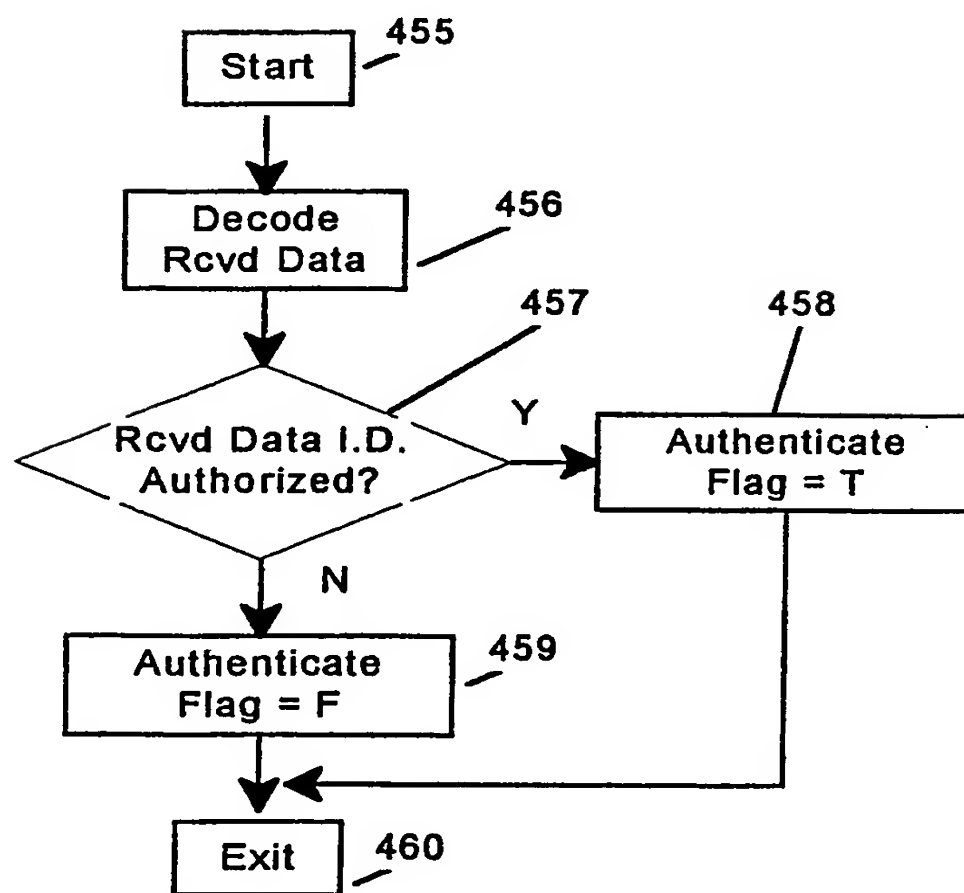 455
Start
456
Decode
Rcvd Data
457
458
Rcvd Data I.D.
Authorized?
Y
Authenticate
Flag = T
N
459
Authenticate
Flag = F
Exit
460